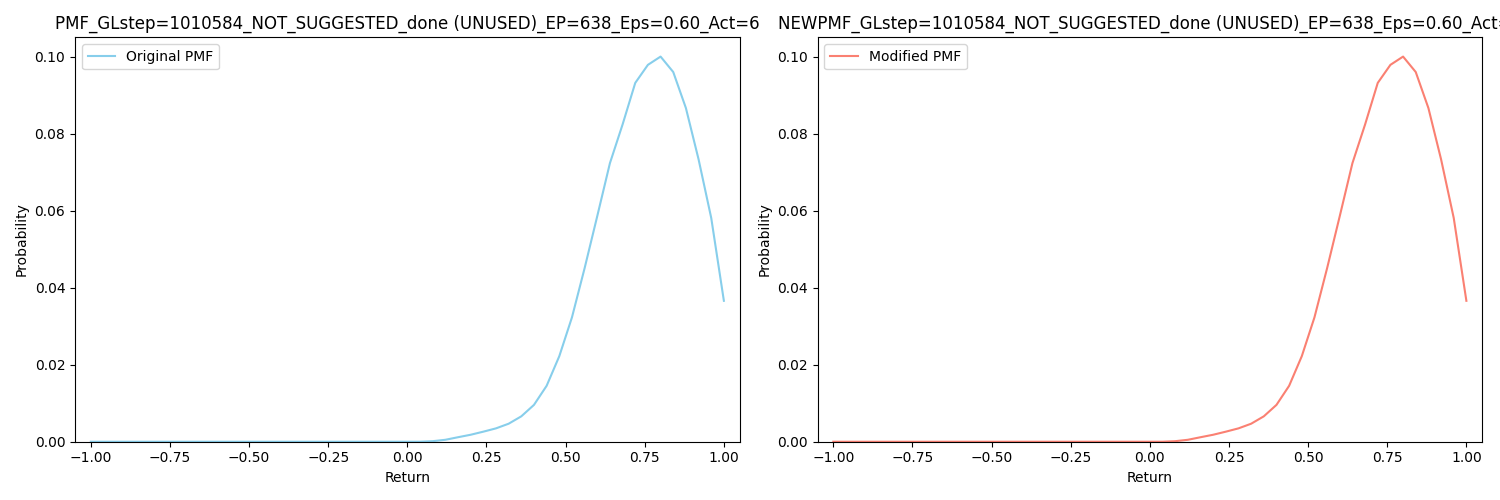 PMF_GLstep=1010584_NOT_SUGGESTED_done (UNUSED)_EP=638_Eps=0.60_Act=6
Original PMF
0.10
0.08
0.06
0.04
0.02
0.00
Probability
−1.00 −0.75 −0.50 −0.25 0.00 0.25 0.50 0.75 1.00
Return
NEWPMF_GLstep=1010584_NOT_SUGGESTED_done (UNUSED)_EP=638_Eps=0.60_Act=
Modified PMF
0.10
0.08
0.06
0.04
0.02
0.00
Probability
−1.00 −0.75 −0.50 −0.25 0.00 0.25 0.50 0.75 1.00
Return